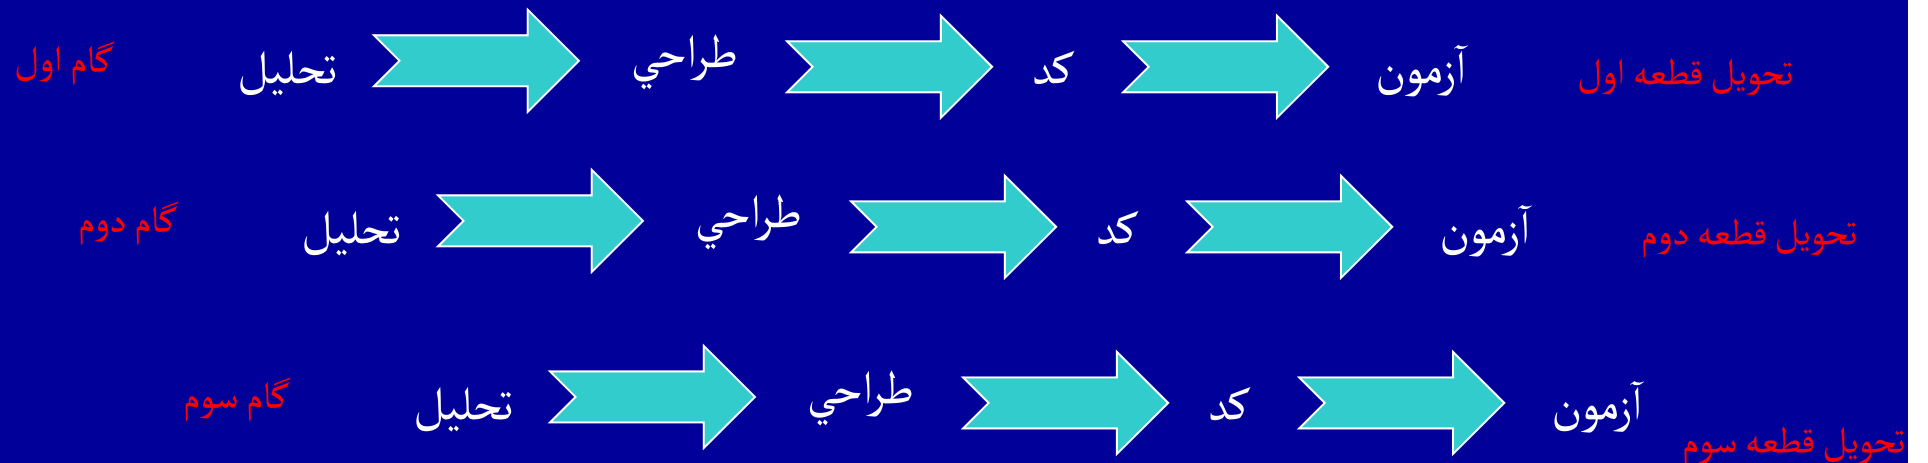 گام اول تحليل طراحي كد آزمون تحويل قطعه اول
گام دوم تحليل طراحي كد آزمون تحويل قطعه دوم
گام سوم تحليل طراحي كد آزمون تحويل قطعه سوم